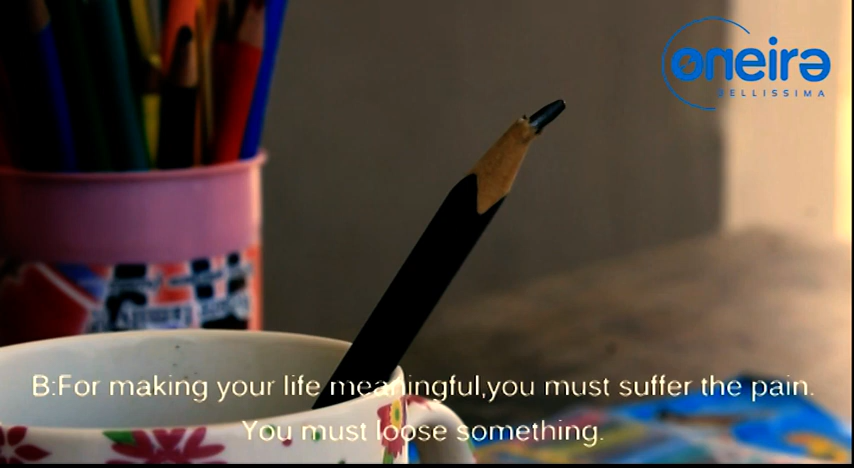 oneira
BELLISSIMA
B:For making your life meaningful,you must suffer the pain.
You must loose something.